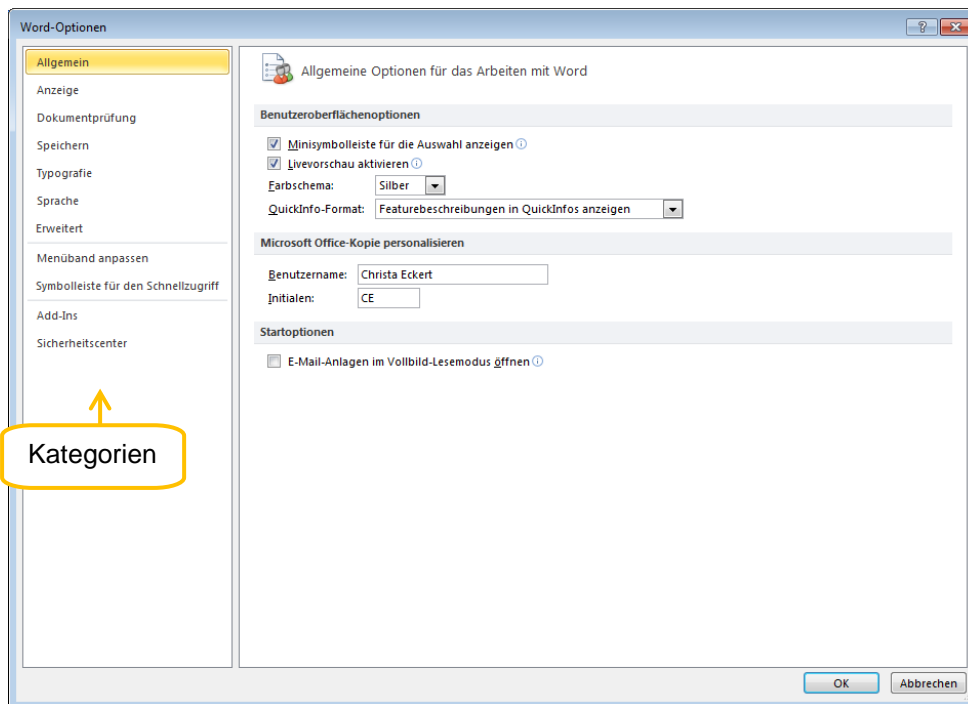 Word-Optionen
Allgemein
Anzeige
Dokumentprüfung
Speichern
Typografie
Sprache
Erweitert
Menüband anpassen
Symbolleiste für den Schnellzugriff
Add-Ins
Sicherheitscenter
Kategorien
Allgemeine Optionen für das Arbeiten mit Word
Benutzeroberflächenoptionen
Minisymbolleiste für die Auswahl anzeigen
Livevorschau aktivieren
Farbschema: Silber
QuickInfo-Format: Featurebeschreibungen in QuickInfos anzeigen
Microsoft Office-Kopie personalisieren
Benutzername: Christa Eckert
Initialen: CE
Startoptionen
E-Mail-Anlagen im Vollbild-Lesemodus öffnen
OK Abbrechen